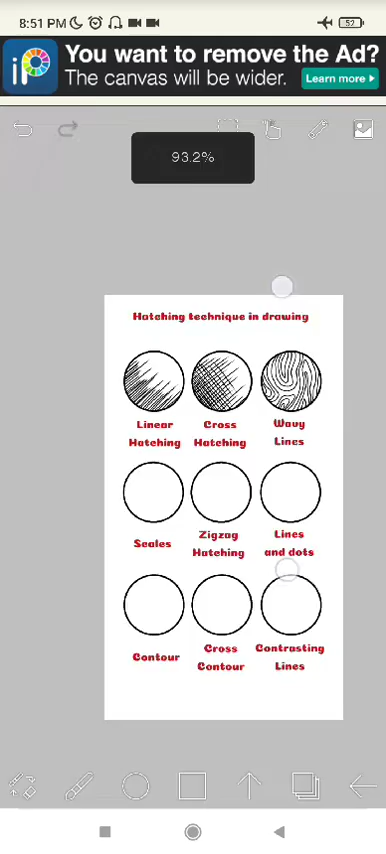 8:51 PM
52
iP
You want to remove the Ad?
The canvas will be wider.
Learn more
93.2%
Hatching technique in drawing
Linear Hatching
Cross Hatching
Wavy Lines
Scales
Zigzag Hatching
Lines and dots
Contour
Cross Contour
Contrasting Lines